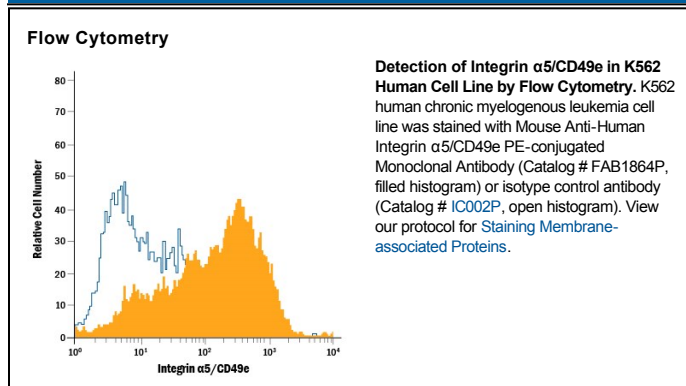 Flow Cytometry
80
70
60
50
40
30
20
10
0
Relative Cell Number
10⁰ 10¹ 10² 10³ 10⁴
Integrin α5/CD49e
Detection of Integrin α5/CD49e in K562
Human Cell Line by Flow Cytometry. K562
human chronic myelogenous leukemia cell
line was stained with Mouse Anti-Human
Integrin α5/CD49e PE-conjugated
Monoclonal Antibody (Catalog # FAB1864P,
filled histogram) or isotype control antibody
(Catalog # IC002P, open histogram). View
our protocol for Staining Membrane-
associated Proteins.